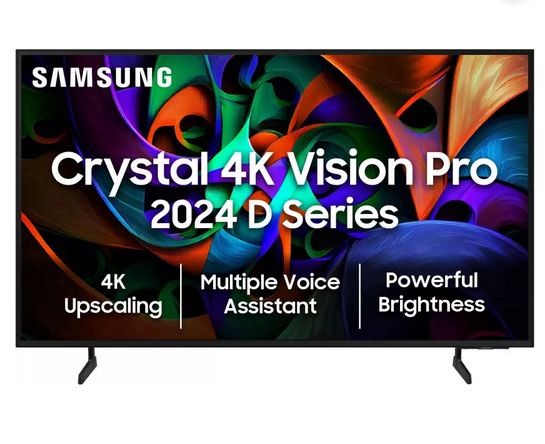 SAMSUNG
Crystal 4K Vision Pro
2024 D Series
4K
Upscaling
Multiple Voice
Assistant
Powerful
Brightness